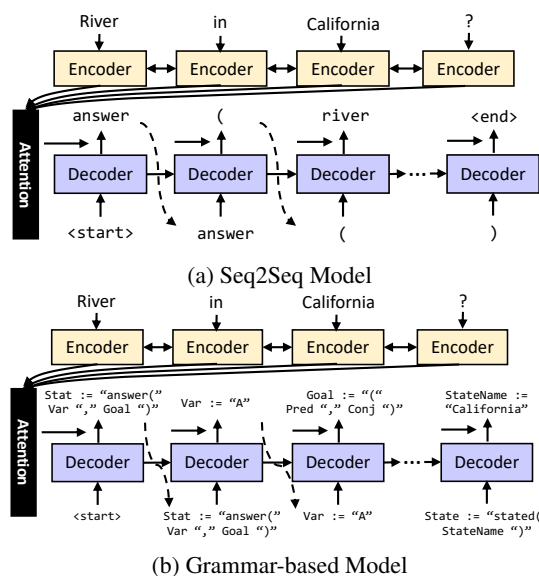 River in California ?
Encoder Encoder Encoder Encoder
Attention
answer ( river <end>
Decoder Decoder Decoder Decoder
<start> answer ( )
(a) Seq2Seq Model
River in California ?
Encoder Encoder Encoder Encoder
Attention
Stat := “answer(” Var := “A” Goal := “(“ StateName :=
Var “,” Goal “)” Pred “,” Conj “)” “California”
Decoder Decoder Decoder Decoder
<start> Stat := “answer(” Var := “A” State := “stated(
Var “,” Goal “)” StateName “)”
(b) Grammar-based Model